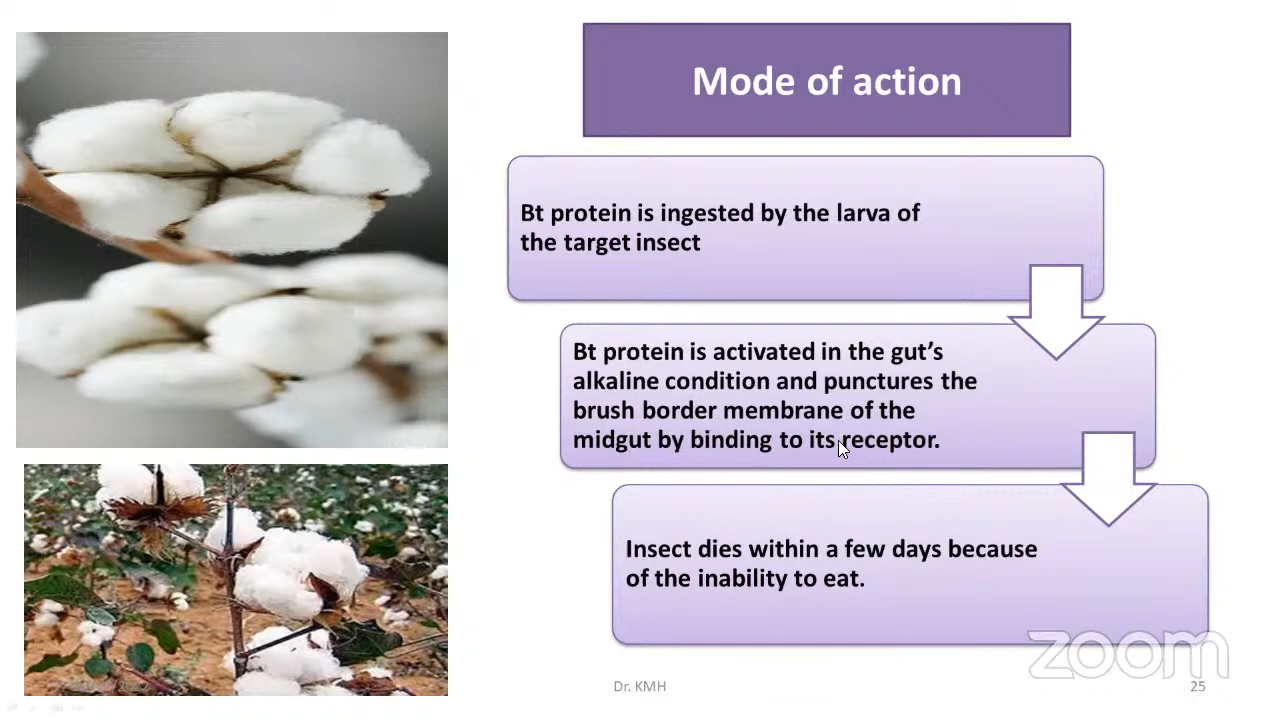 Mode of action
Bt protein is ingested by the larva of
the target insect
Bt protein is activated in the gut’s
alkaline condition and punctures the
brush border membrane of the
midgut by binding to its receptor.
Insect dies within a few days because
of the inability to eat.
zoom
Dr. KMH
25